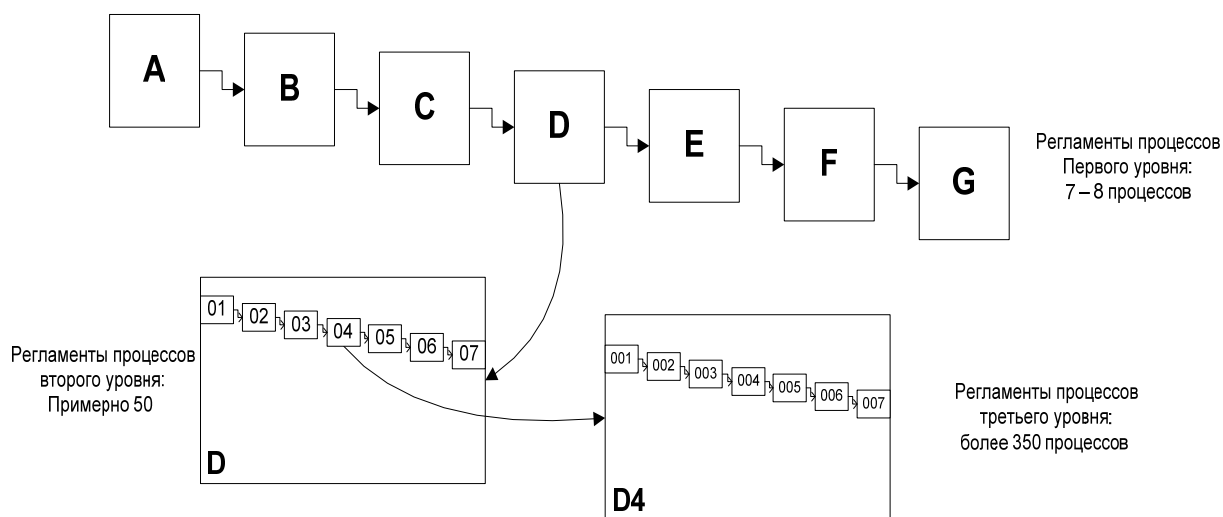 A
B
C
D
E
F
G
Регламенты процессов
Первого уровня:
7 – 8 процессов
Регламенты процессов
второго уровня:
Примерно 50
01
02
03
04
05
06
07
D
001
002
003
004
005
006
007
D4
Регламенты процессов
третьего уровня:
более 350 процессов